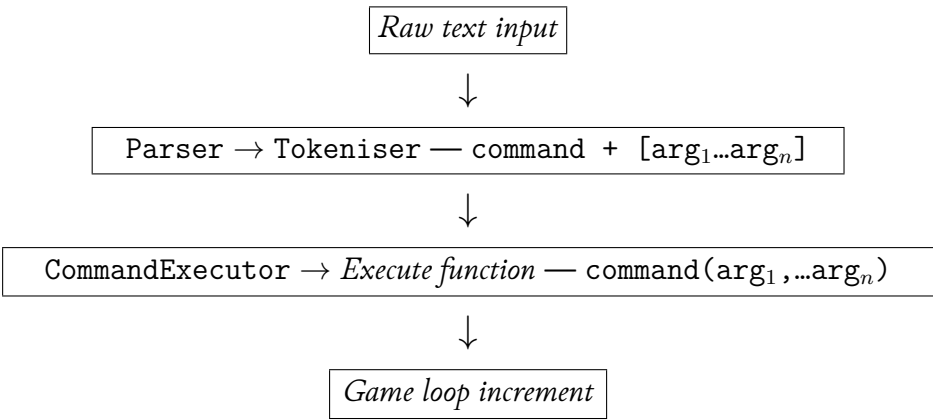 Raw text input
↓
Parser → Tokeniser — command + [arg₁…argₙ]
↓
CommandExecutor → Execute function — command(arg₁,…argₙ)
↓
Game loop increment